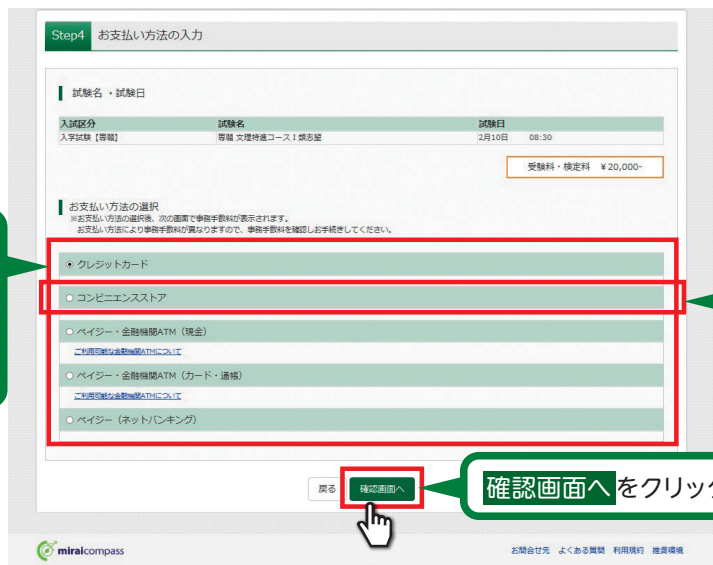 Step4 お支払い方法の入力
試験名 ・試験日
入試区分 試験名 試験日
入学試験【専願】 専願 文理特進コースⅠ類志望 2月10日 08:30
受験料・検定料 ¥20,000-
お支払い方法の選択
※お支払い方法の選択後、次の画面で事務手数料が表示されます。
お支払い方法により事務手数料が異なりますので、事務手数料を確認しお手続きしてください。
クレジットカード
コンビニエンスストア
ペイジー・金融機関ATM（現金）
ご利用可能な金融機関ATMについて
ペイジー・金融機関ATM（カード・通帳）
ご利用可能な金融機関ATMについて
ペイジー（ネットバンキング）
戻る 確認画面へ
確認画面へ をクリック
miraicompass お問合せ先 よくある質問 利用規約 推奨環境